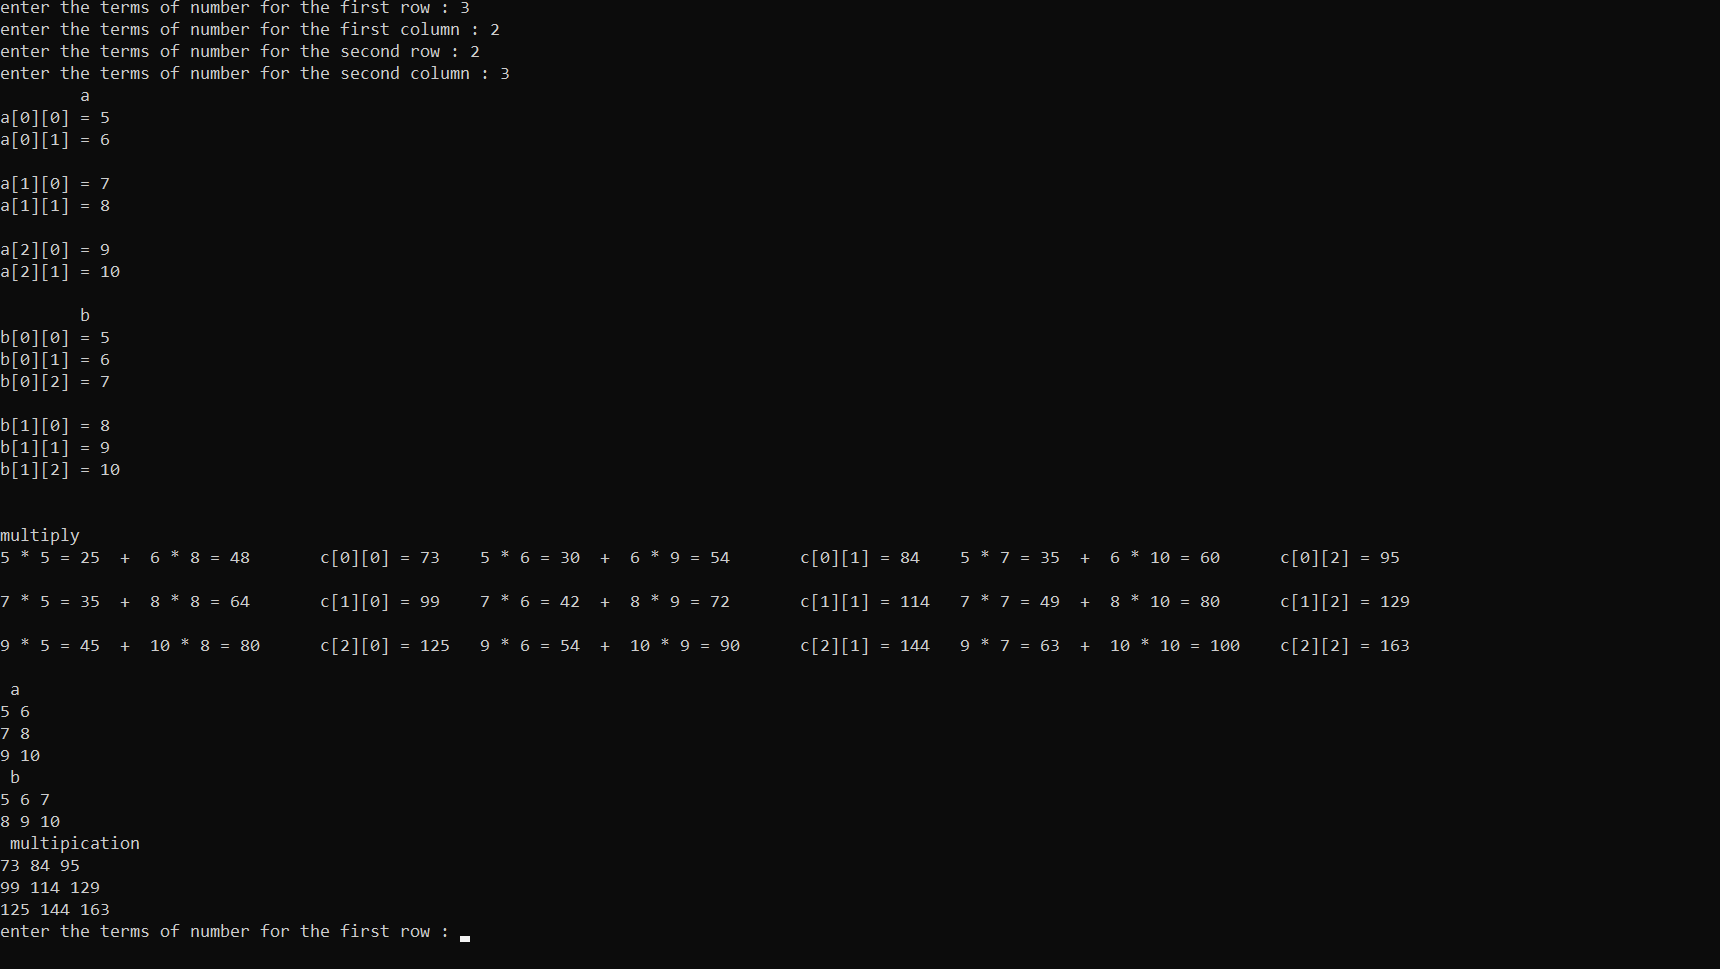 enter the terms of number for the first row : 3
enter the terms of number for the first column : 2
enter the terms of number for the second row : 2
enter the terms of number for the second column : 3
        a
a[0][0] = 5
a[0][1] = 6

a[1][0] = 7
a[1][1] = 8

a[2][0] = 9
a[2][1] = 10

        b
b[0][0] = 5
b[0][1] = 6
b[0][2] = 7

b[1][0] = 8
b[1][1] = 9
b[1][2] = 10


multiply
5 * 5 = 25  +  6 * 8 = 48       c[0][0] = 73    5 * 6 = 30  +  6 * 9 = 54       c[0][1] = 84    5 * 7 = 35  +  6 * 10 = 60      c[0][2] = 95

7 * 5 = 35  +  8 * 8 = 64       c[1][0] = 99    7 * 6 = 42  +  8 * 9 = 72       c[1][1] = 114   7 * 7 = 49  +  8 * 10 = 80      c[1][2] = 129

9 * 5 = 45  +  10 * 8 = 80      c[2][0] = 125   9 * 6 = 54  +  10 * 9 = 90      c[2][1] = 144   9 * 7 = 63  +  10 * 10 = 100    c[2][2] = 163

 a
5 6
7 8
9 10
 b
5 6 7
8 9 10
 multipication
73 84 95
99 114 129
125 144 163
enter the terms of number for the first row :